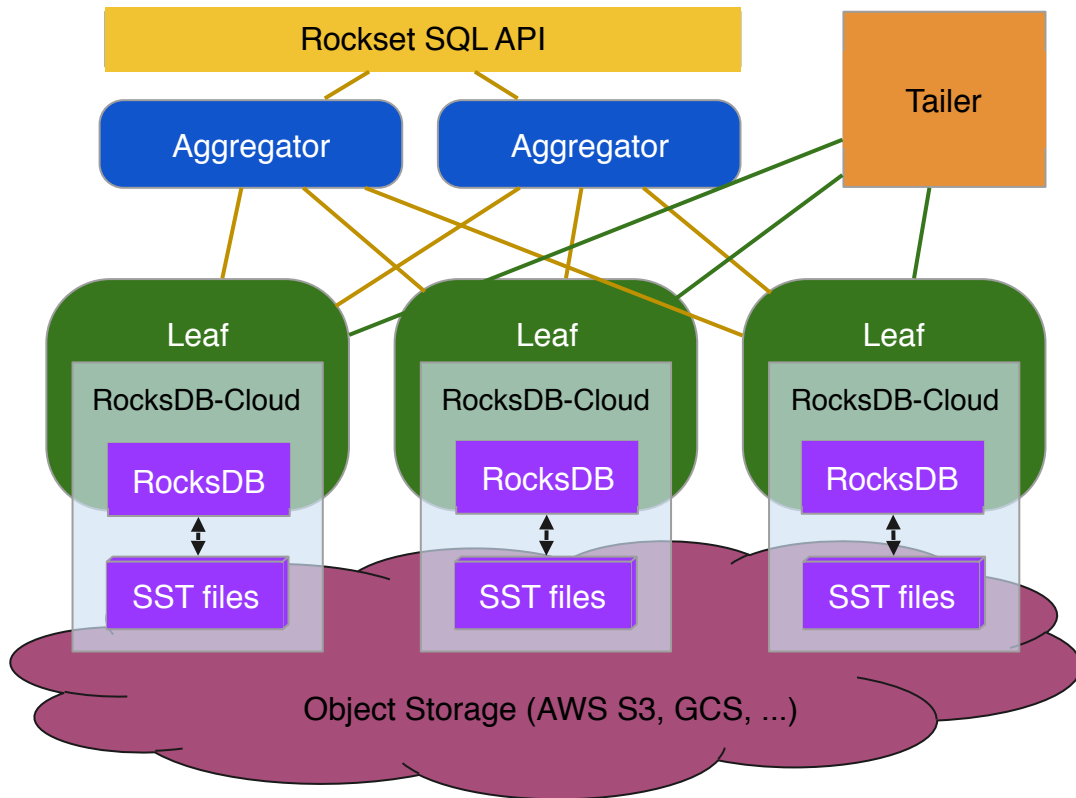 Rockset SQL API
Tailer
Aggregator
Aggregator
Leaf
Leaf
Leaf
RocksDB-Cloud
RocksDB-Cloud
RocksDB-Cloud
RocksDB
RocksDB
RocksDB
SST files
SST files
SST files
Object Storage (AWS S3, GCS, ...)